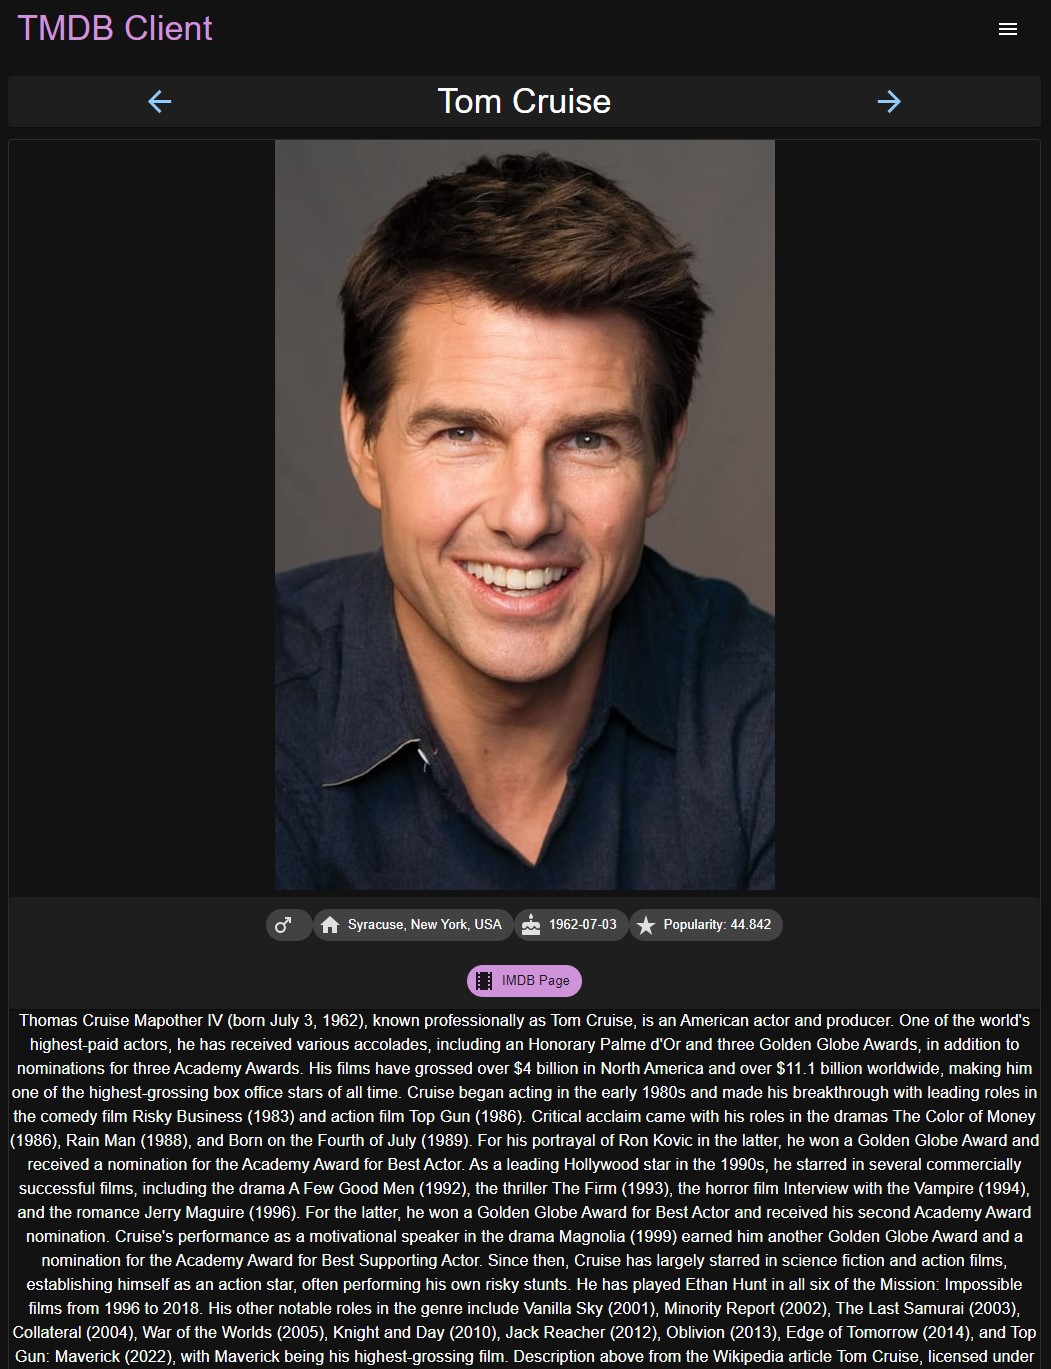 TMDB Client
Tom Cruise
Syracuse, New York, USA
1962-07-03
Popularity: 44.842
IMDB Page
Thomas Cruise Mapother IV (born July 3, 1962), known professionally as Tom Cruise, is an American actor and producer. One of the world's
highest-paid actors, he has received various accolades, including an Honorary Palme d'Or and three Golden Globe Awards, in addition to
nominations for three Academy Awards. His films have grossed over $4 billion in North America and over $11.1 billion worldwide, making him
one of the highest-grossing box office stars of all time. Cruise began acting in the early 1980s and made his breakthrough with leading roles in
the comedy film Risky Business (1983) and action film Top Gun (1986). Critical acclaim came with his roles in the dramas The Color of Money
(1986), Rain Man (1988), and Born on the Fourth of July (1989). For his portrayal of Ron Kovic in the latter, he won a Golden Globe Award and
received a nomination for the Academy Award for Best Actor. As a leading Hollywood star in the 1990s, he starred in several commercially
successful films, including the drama A Few Good Men (1992), the thriller The Firm (1993), the horror film Interview with the Vampire (1994),
and the romance Jerry Maguire (1996). For the latter, he won a Golden Globe Award for Best Actor and received his second Academy Award
nomination. Cruise's performance as a motivational speaker in the drama Magnolia (1999) earned him another Golden Globe Award and a
nomination for the Academy Award for Best Supporting Actor. Since then, Cruise has largely starred in science fiction and action films,
establishing himself as an action star, often performing his own risky stunts. He has played Ethan Hunt in all six of the Mission: Impossible
films from 1996 to 2018. His other notable roles in the genre include Vanilla Sky (2001), Minority Report (2002), The Last Samurai (2003),
Collateral (2004), War of the Worlds (2005), Knight and Day (2010), Jack Reacher (2012), Oblivion (2013), Edge of Tomorrow (2014), and Top
Gun: Maverick (2022), with Maverick being his highest-grossing film. Description above from the Wikipedia article Tom Cruise, licensed under